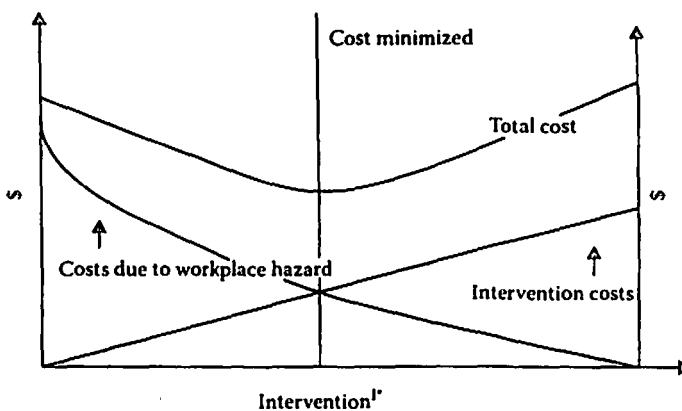 Cost minimized
Total cost
$
$
Costs due to workplace hazard
Intervention costs
Intervention